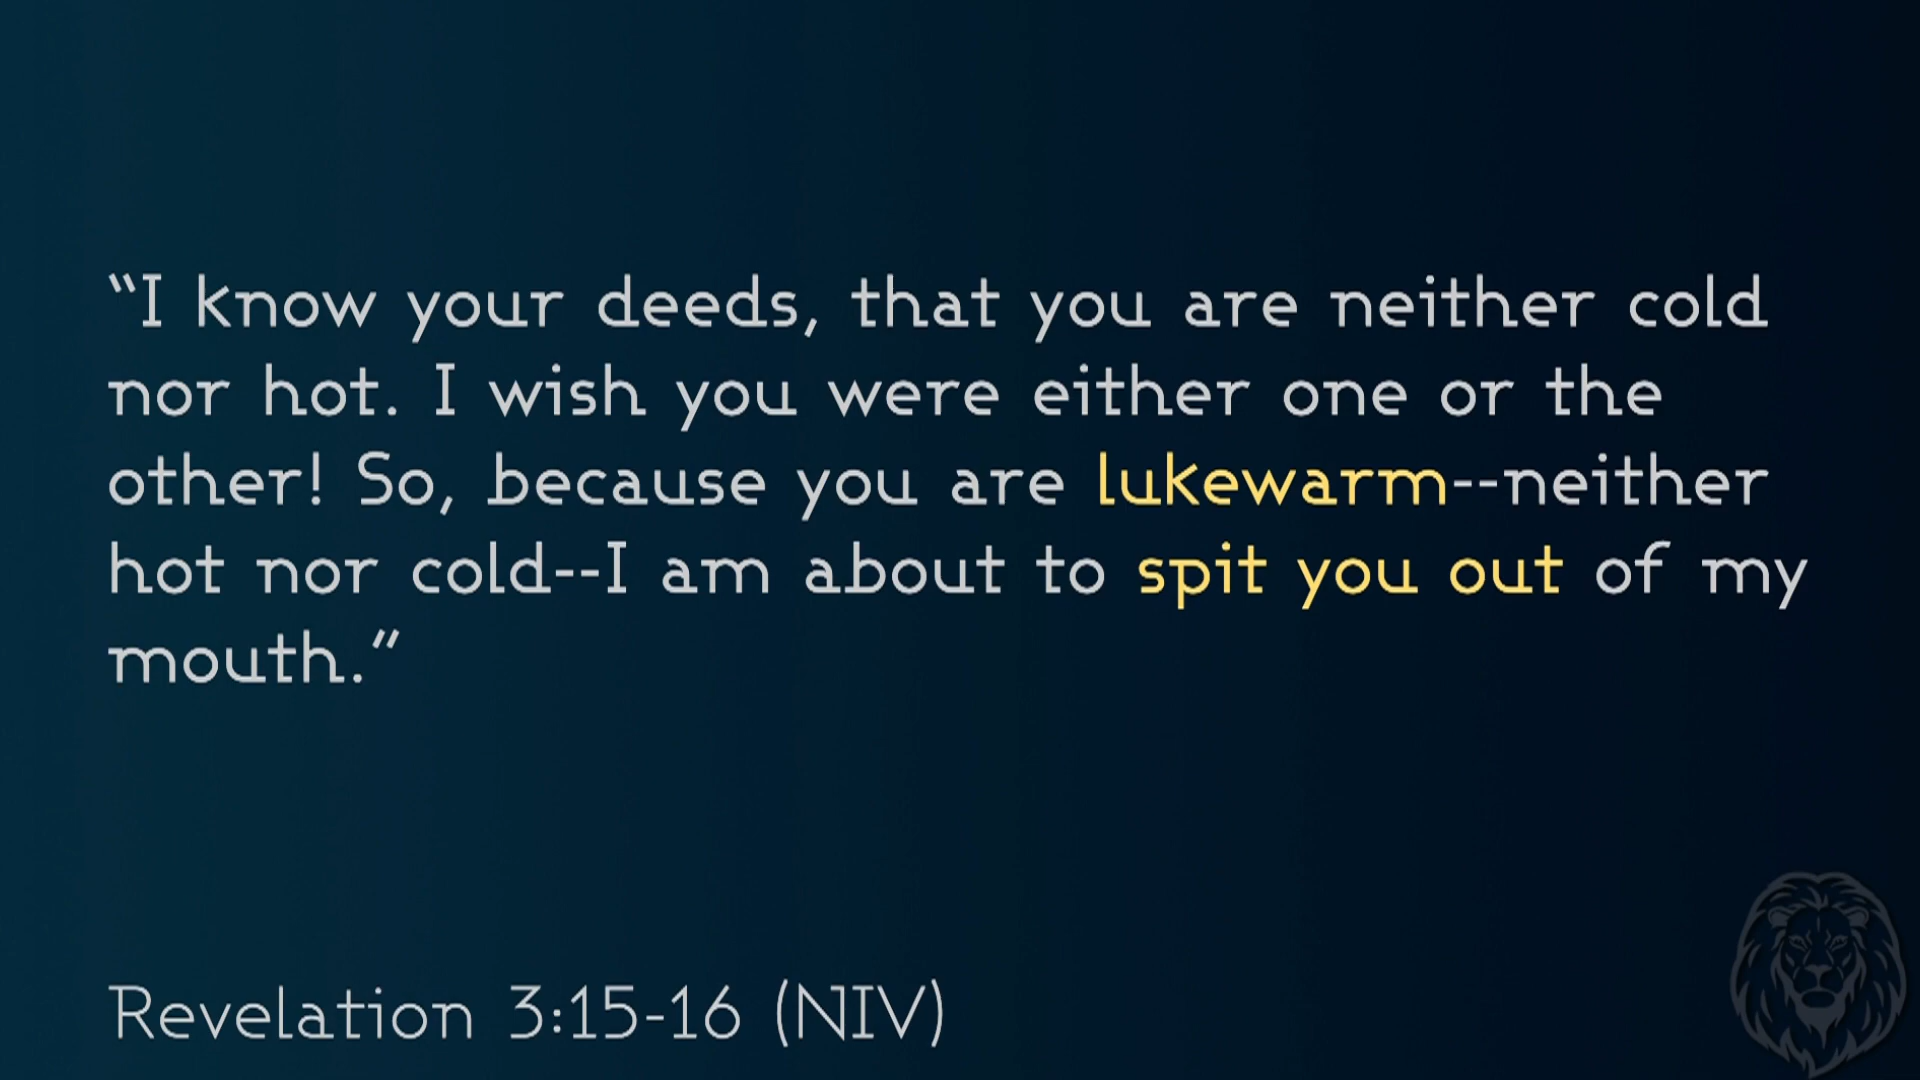 “I know your deeds, that you are neither cold
nor hot. I wish you were either one or the
other! So, because you are lukewarm--neither
hot nor cold--I am about to spit you out of my
mouth.”
Revelation 3:15-16 (NIV)